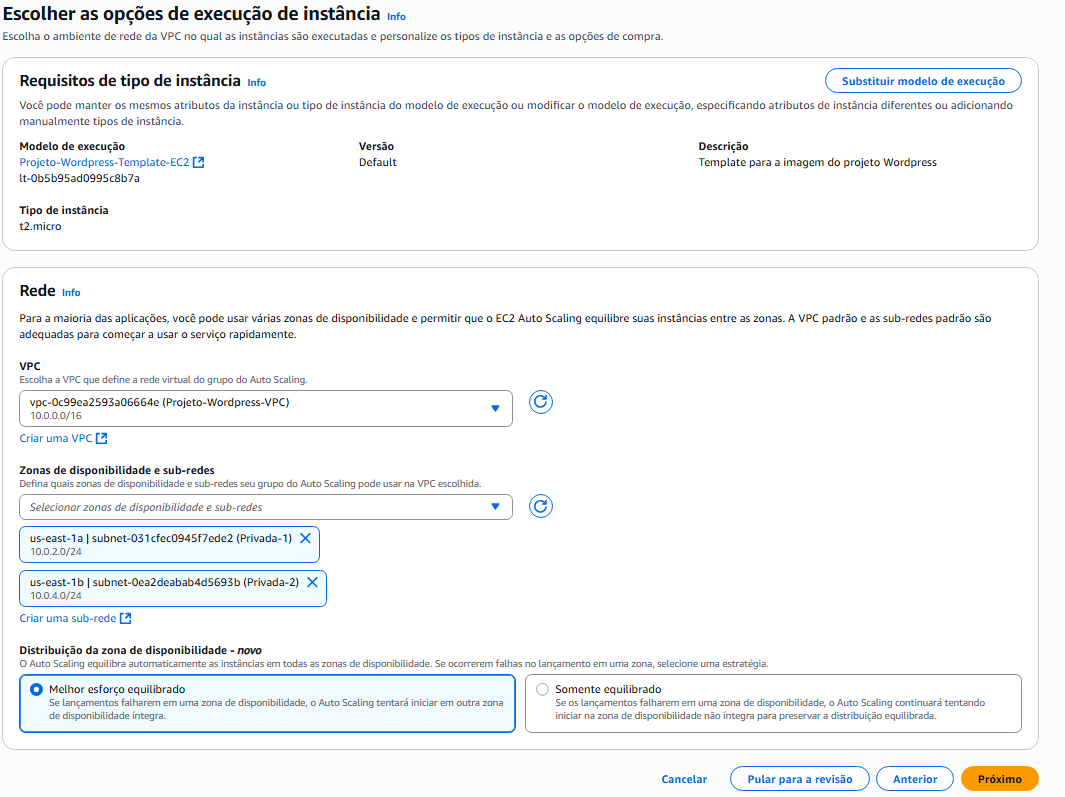 Escolher as opções de execução de instância Info
Escolha o ambiente de rede da VPC no qual as instâncias são executadas e personalize os tipos de instância e as opções de compra.
Requisitos de tipo de instância Info
Substituir modelo de execução
Você pode manter os mesmos atributos da instância ou tipo de instância do modelo de execução ou modificar o modelo de execução, especificando atributos de instância diferentes ou adicionando
manualmente tipos de instância.
Modelo de execução
Projeto-Wordpress-Template-EC2
lt-0b5b95ad0995c8b7a
Versão
Default
Descrição
Template para a imagem do projeto Wordpress
Tipo de instância
t2.micro
Rede Info
Para a maioria das aplicações, você pode usar várias zonas de disponibilidade e permitir que o EC2 Auto Scaling equilibre suas instâncias entre as zonas. A VPC padrão e as sub-redes padrão são
adequadas para começar a usar o serviço rapidamente.
VPC
Escolha a VPC que define a rede virtual do grupo do Auto Scaling.
vpc-0c99ea2593a06664e (Projeto-Wordpress-VPC)
10.0.0.0/16
Criar uma VPC
Zonas de disponibilidade e sub-redes
Defina quais zonas de disponibilidade e sub-redes seu grupo do Auto Scaling pode usar na VPC escolhida.
Selecionar zonas de disponibilidade e sub-redes
us-east-1a | subnet-031cfec0945f7ede2 (Privada-1)
10.0.2.0/24
us-east-1b | subnet-0ea2deabab4d5693b (Privada-2)
10.0.4.0/24
Criar uma sub-rede
Distribuição da zona de disponibilidade - novo
O Auto Scaling equilibra automaticamente as instâncias em todas as zonas de disponibilidade. Se ocorrerem falhas no lançamento em uma zona, selecione uma estratégia.
Melhor esforço equilibrado
Se lançamentos falharem em uma zona de disponibilidade, o Auto Scaling tentará iniciar em outra zona
de disponibilidade íntegra.
Somente equilibrado
Se os lançamentos falharem em uma zona de disponibilidade, o Auto Scaling continuará tentando
iniciar na zona de disponibilidade não íntegra para preservar a distribuição equilibrada.
Cancelar
Pular para a revisão
Anterior
Próximo